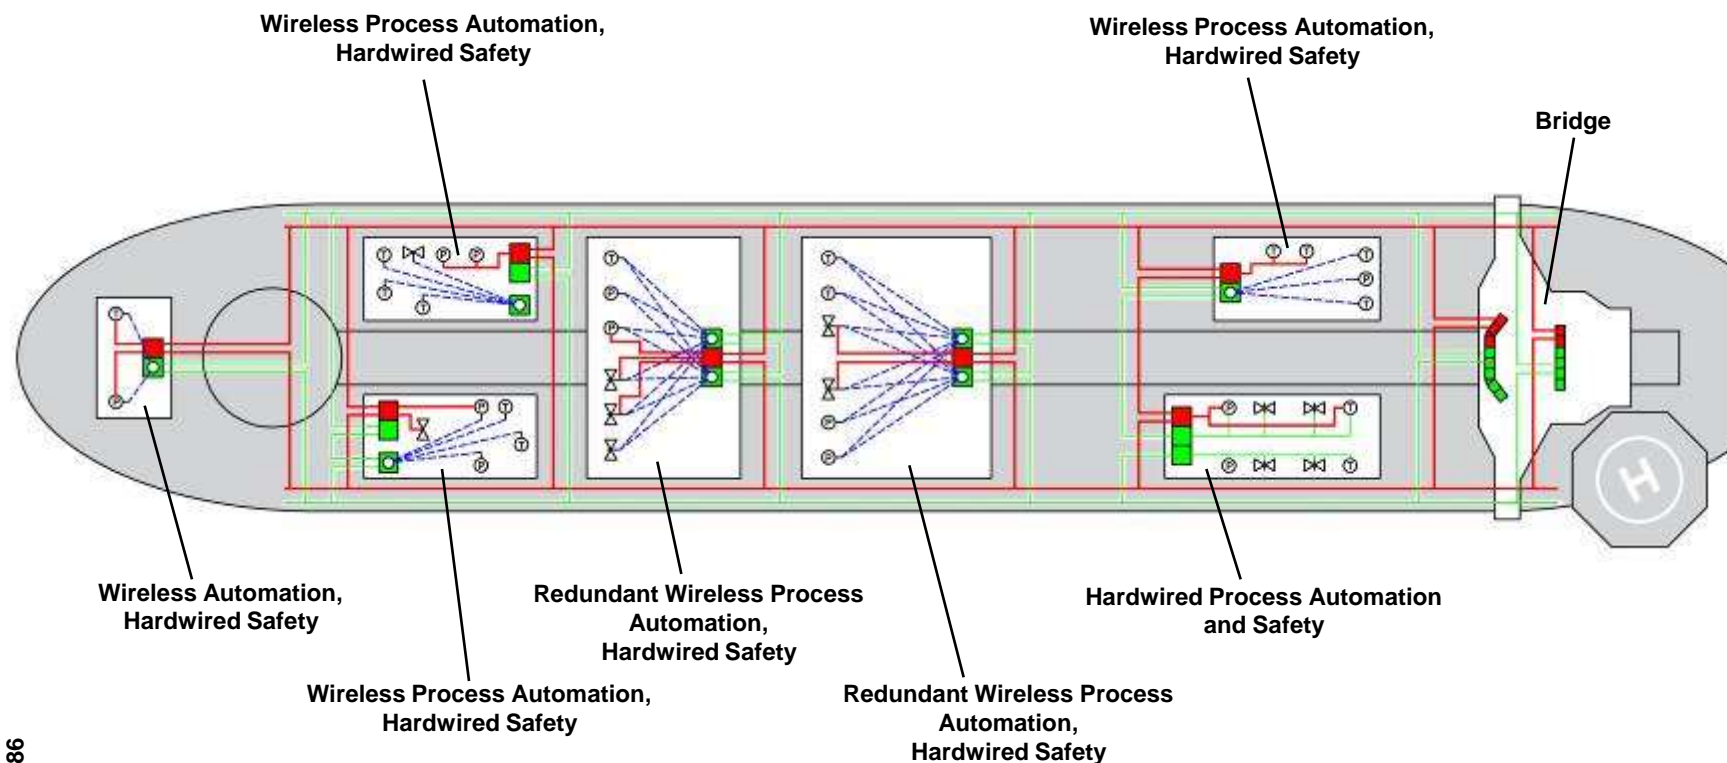 Wireless Process Automation,
Hardwired Safety
Wireless Process Automation,
Hardwired Safety
Bridge
T
P
P
T
T
T
T
P
P
T
T
P
T
T
T
T
P
T
T
P
P
T
P
P
T
P
T
P
T
P
T
H
Wireless Automation,
Hardwired Safety
Redundant Wireless Process
Automation,
Hardwired Safety
Hardwired Process Automation
and Safety
Wireless Process Automation,
Hardwired Safety
Redundant Wireless Process
Automation,
Hardwired Safety
86